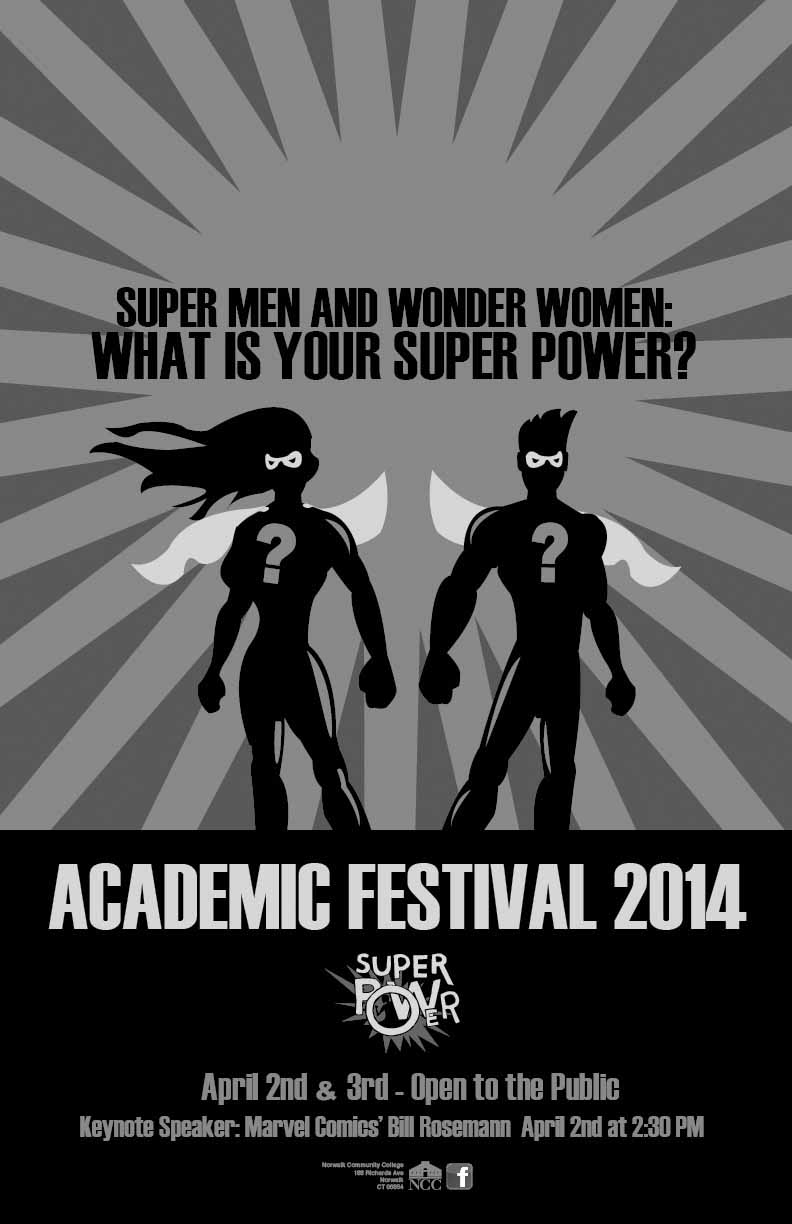 SUPER MEN AND WONDER WOMEN:
WHAT IS YOUR SUPER POWER?
?
?
ACADEMIC FESTIVAL 2014
SUPER
POWER
April 2nd & 3rd - Open to the Public
Keynote Speaker: Marvel Comics' Bill Rosemann April 2nd at 2:30 PM
Norwalk Community College
188 Richards Ave
Norwalk
CT 06854
NCC
f